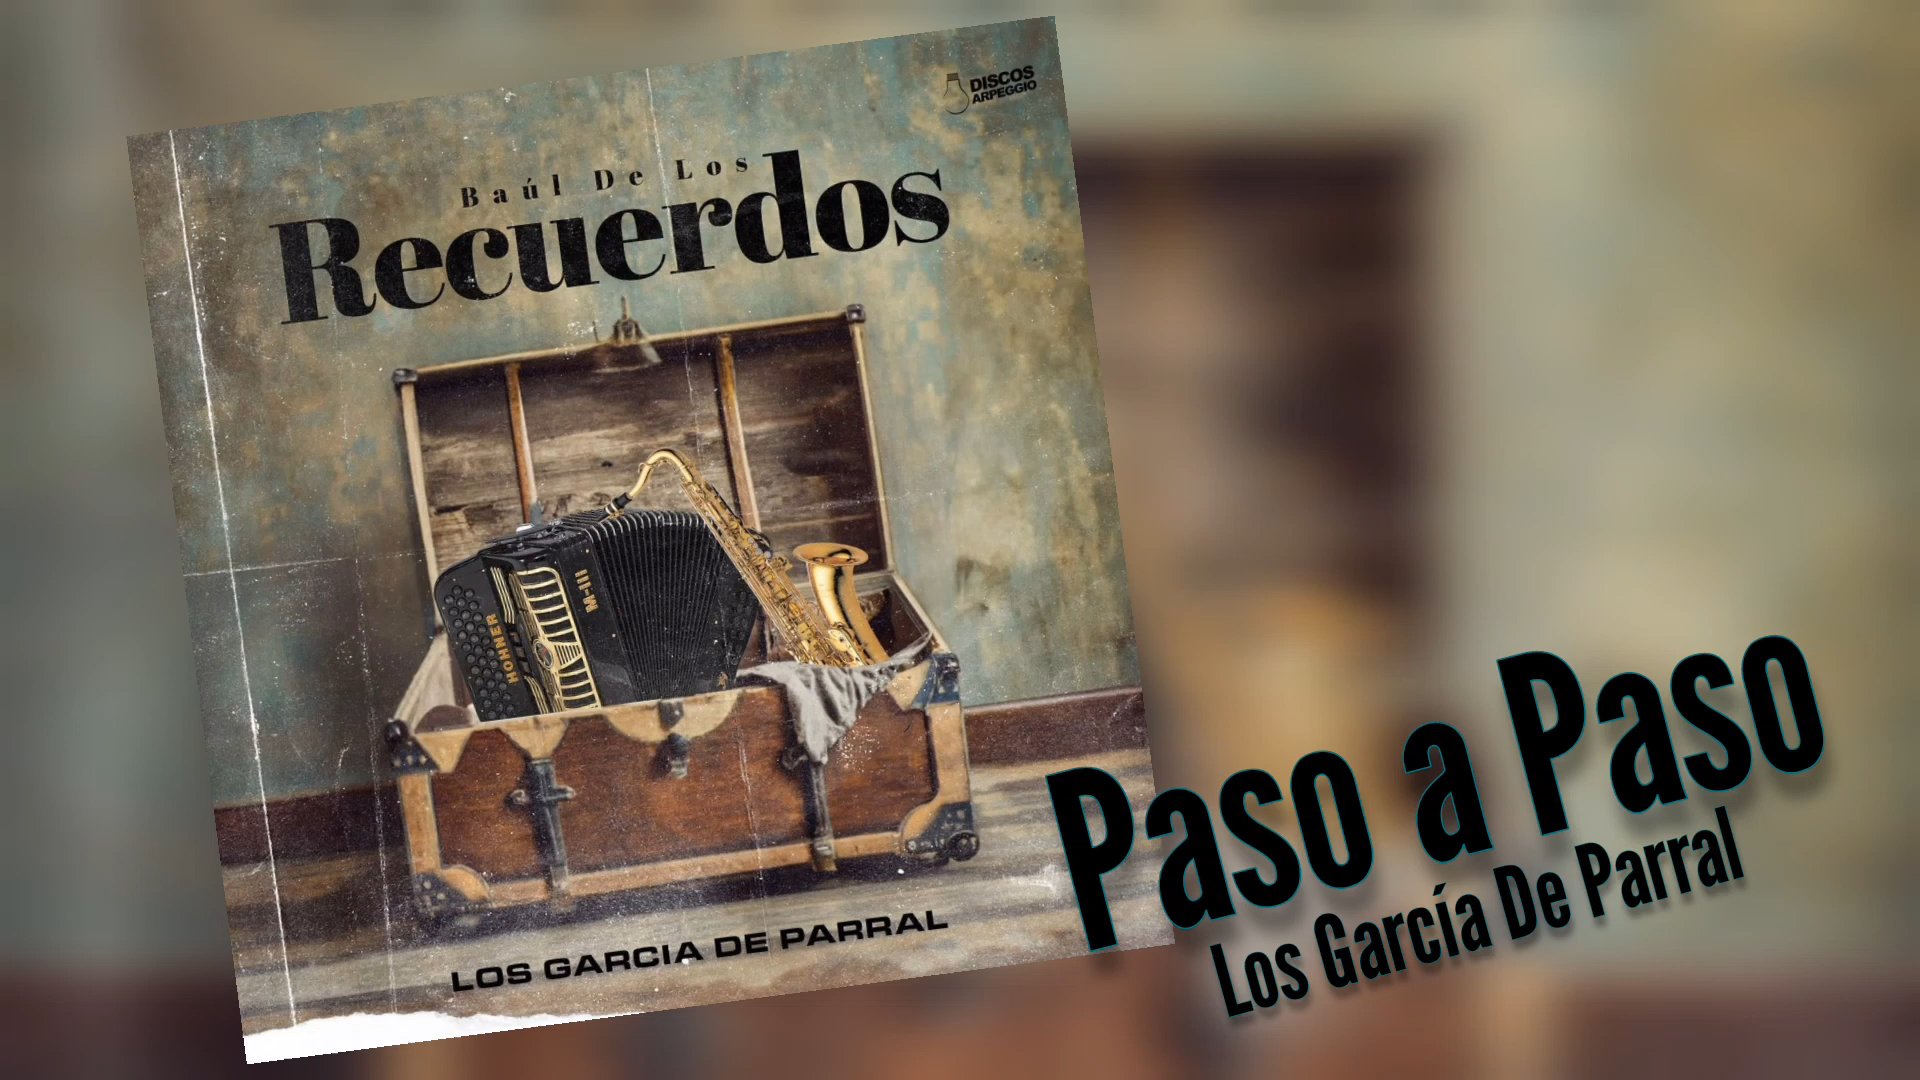 DISCOS
ARPEGGIO
Baúl De Los
Recuerdos
M-III
HOHNER
LOS GARCIA DE PARRAL
Paso a Paso
Los García De Parral